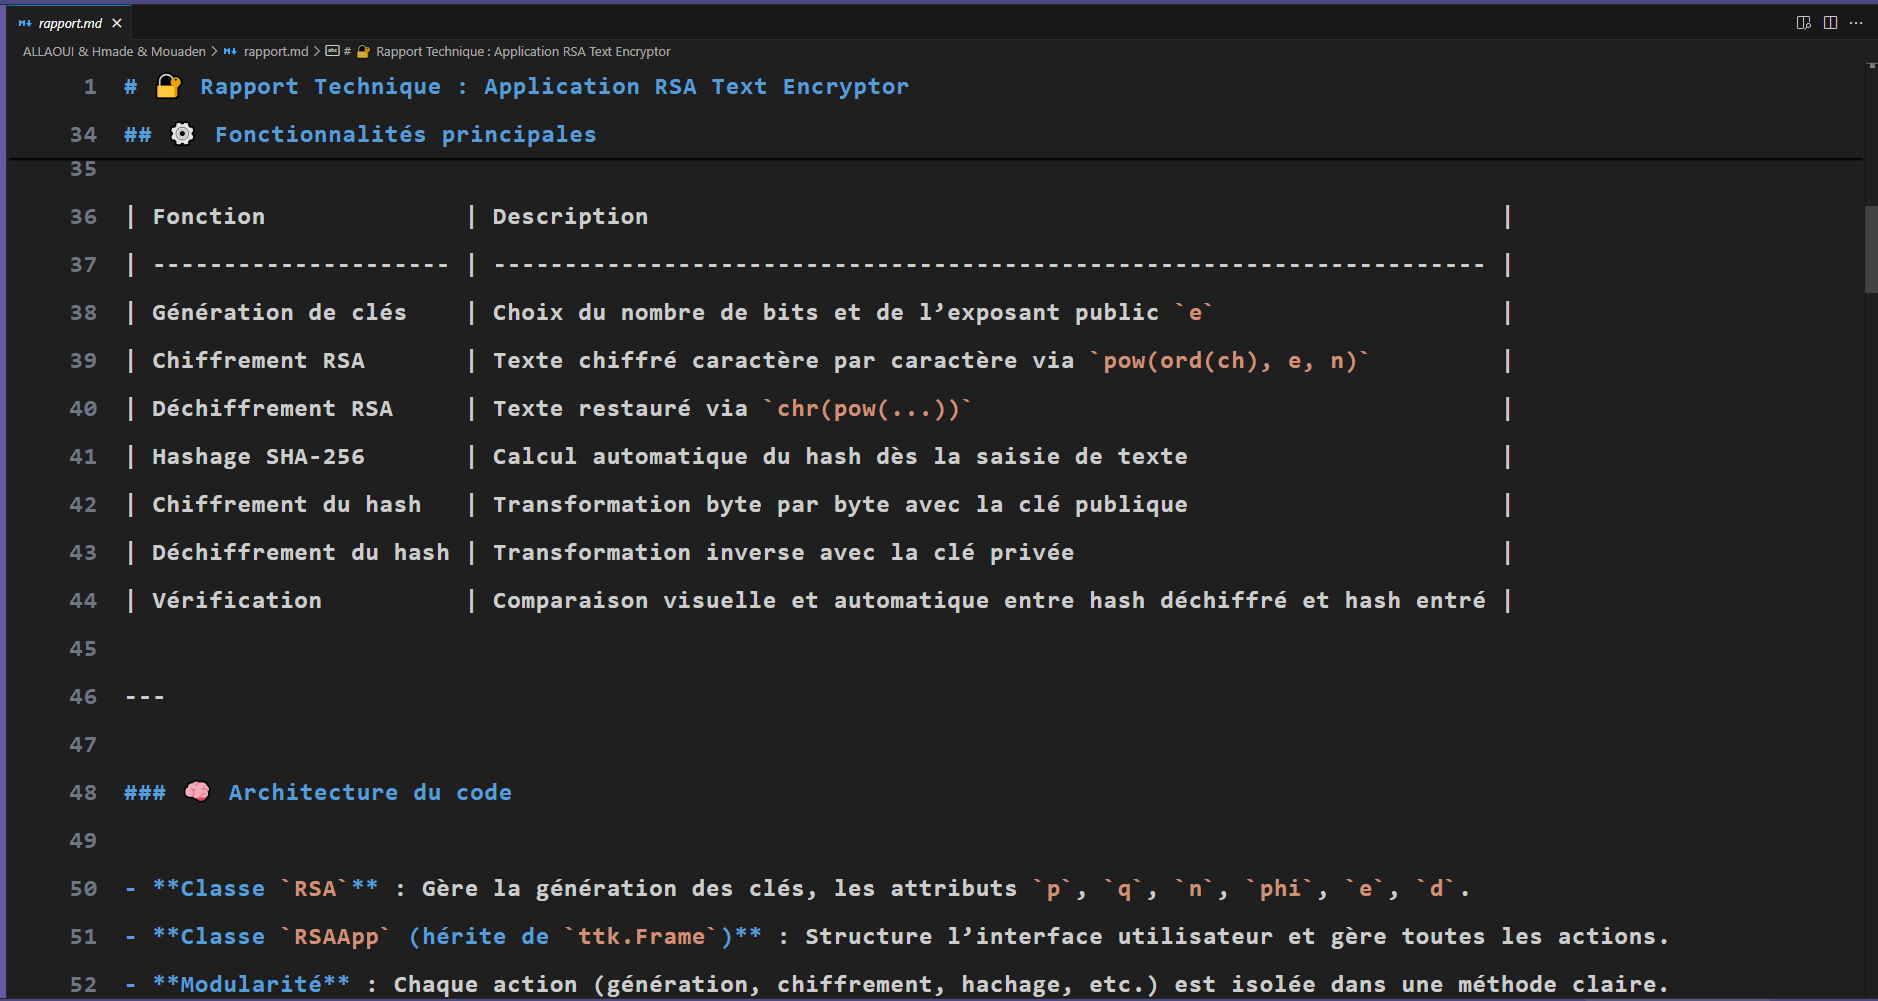 rapport.md
ALLAOUI & Hmade & Mouaden > rapport.md > # 🔐 Rapport Technique : Application RSA Text Encryptor
1 # 🔐 Rapport Technique : Application RSA Text Encryptor
34 ## ⚙️ Fonctionnalités principales
35
36 | Fonction | Description |
37 | --------------------- | ---------------------------------------------------------------------- |
38 | Génération de clés | Choix du nombre de bits et de l’exposant public `e` |
39 | Chiffrement RSA | Texte chiffré caractère par caractère via `pow(ord(ch), e, n)` |
40 | Déchiffrement RSA | Texte restauré via `chr(pow(...))` |
41 | Hashage SHA-256 | Calcul automatique du hash dès la saisie de texte |
42 | Chiffrement du hash | Transformation byte par byte avec la clé publique |
43 | Déchiffrement du hash | Transformation inverse avec la clé privée |
44 | Vérification | Comparaison visuelle et automatique entre hash déchiffré et hash entré |
45
46 ---
47
48 ### 🧠 Architecture du code
49
50 - **Classe `RSA`** : Gère la génération des clés, les attributs `p`, `q`, `n`, `phi`, `e`, `d`.
51 - **Classe `RSAApp` (hérite de `ttk.Frame`)** : Structure l’interface utilisateur et gère toutes les actions.
52 - **Modularité** : Chaque action (génération, chiffrement, hachage, etc.) est isolée dans une méthode claire.